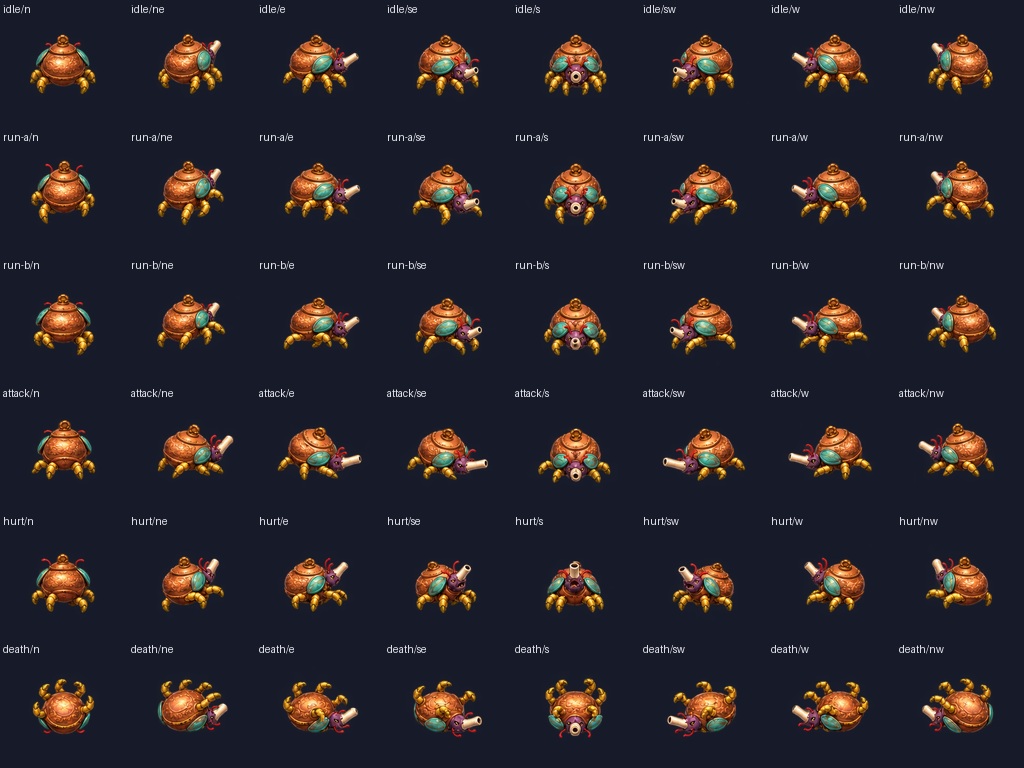 idle/n idle/ne idle/e idle/se idle/s idle/sw idle/w idle/nw
run-a/n run-a/ne run-a/e run-a/se run-a/s run-a/sw run-a/w run-a/nw
run-b/n run-b/ne run-b/e run-b/se run-b/s run-b/sw run-b/w run-b/nw
attack/n attack/ne attack/e attack/se attack/s attack/sw attack/w attack/nw
hurt/n hurt/ne hurt/e hurt/se hurt/s hurt/sw hurt/w hurt/nw
death/n death/ne death/e death/se death/s death/sw death/w death/nw